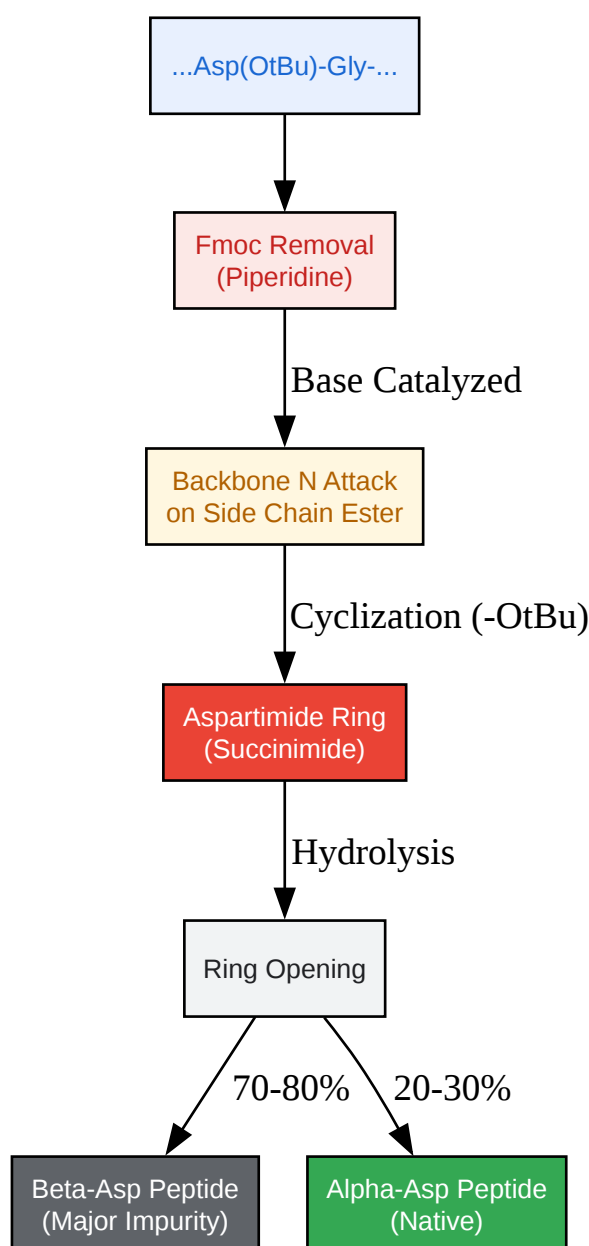 ...Asp(OtBu)-Gly-...
Fmoc Removal
(Piperidine)
Base Catalyzed
Backbone N Attack
on Side Chain Ester
Cyclization (-OtBu)
Aspartimide Ring
(Succinimide)
Hydrolysis
Ring Opening
70-80%
20-30%
Beta-Asp Peptide
(Major Impurity)
Alpha-Asp Peptide
(Native)